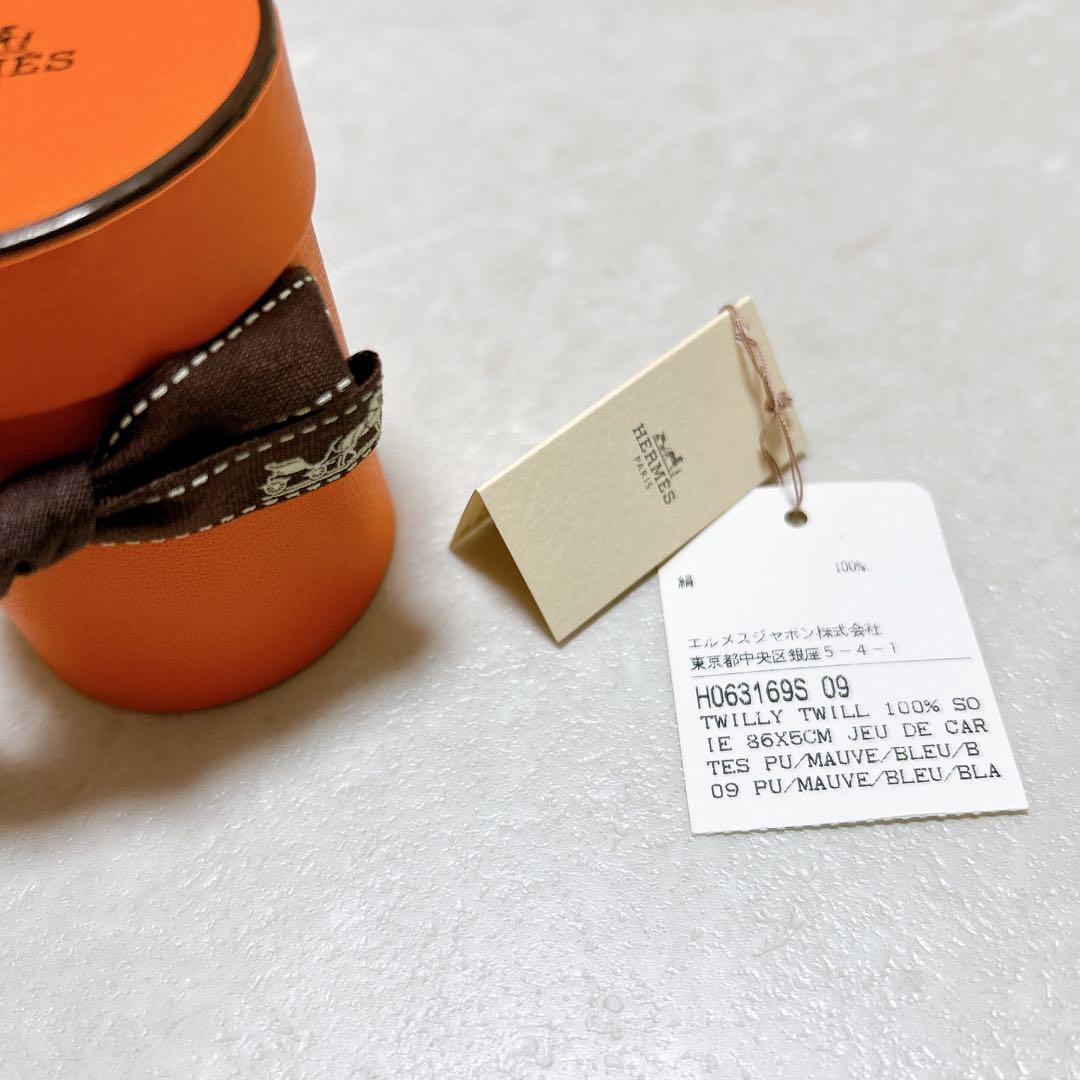 HERMÈS
PARIS
絹 100%
エルメスジャポン株式会社
東京都中央区銀座5-4-1
H063169S 09
TWILLY TWILL 100% SO
IE 86X5CM JEU DE CAR
TES PU/MAUVE/BLEU/B
09 PU/MAUVE/BLEU/BLA